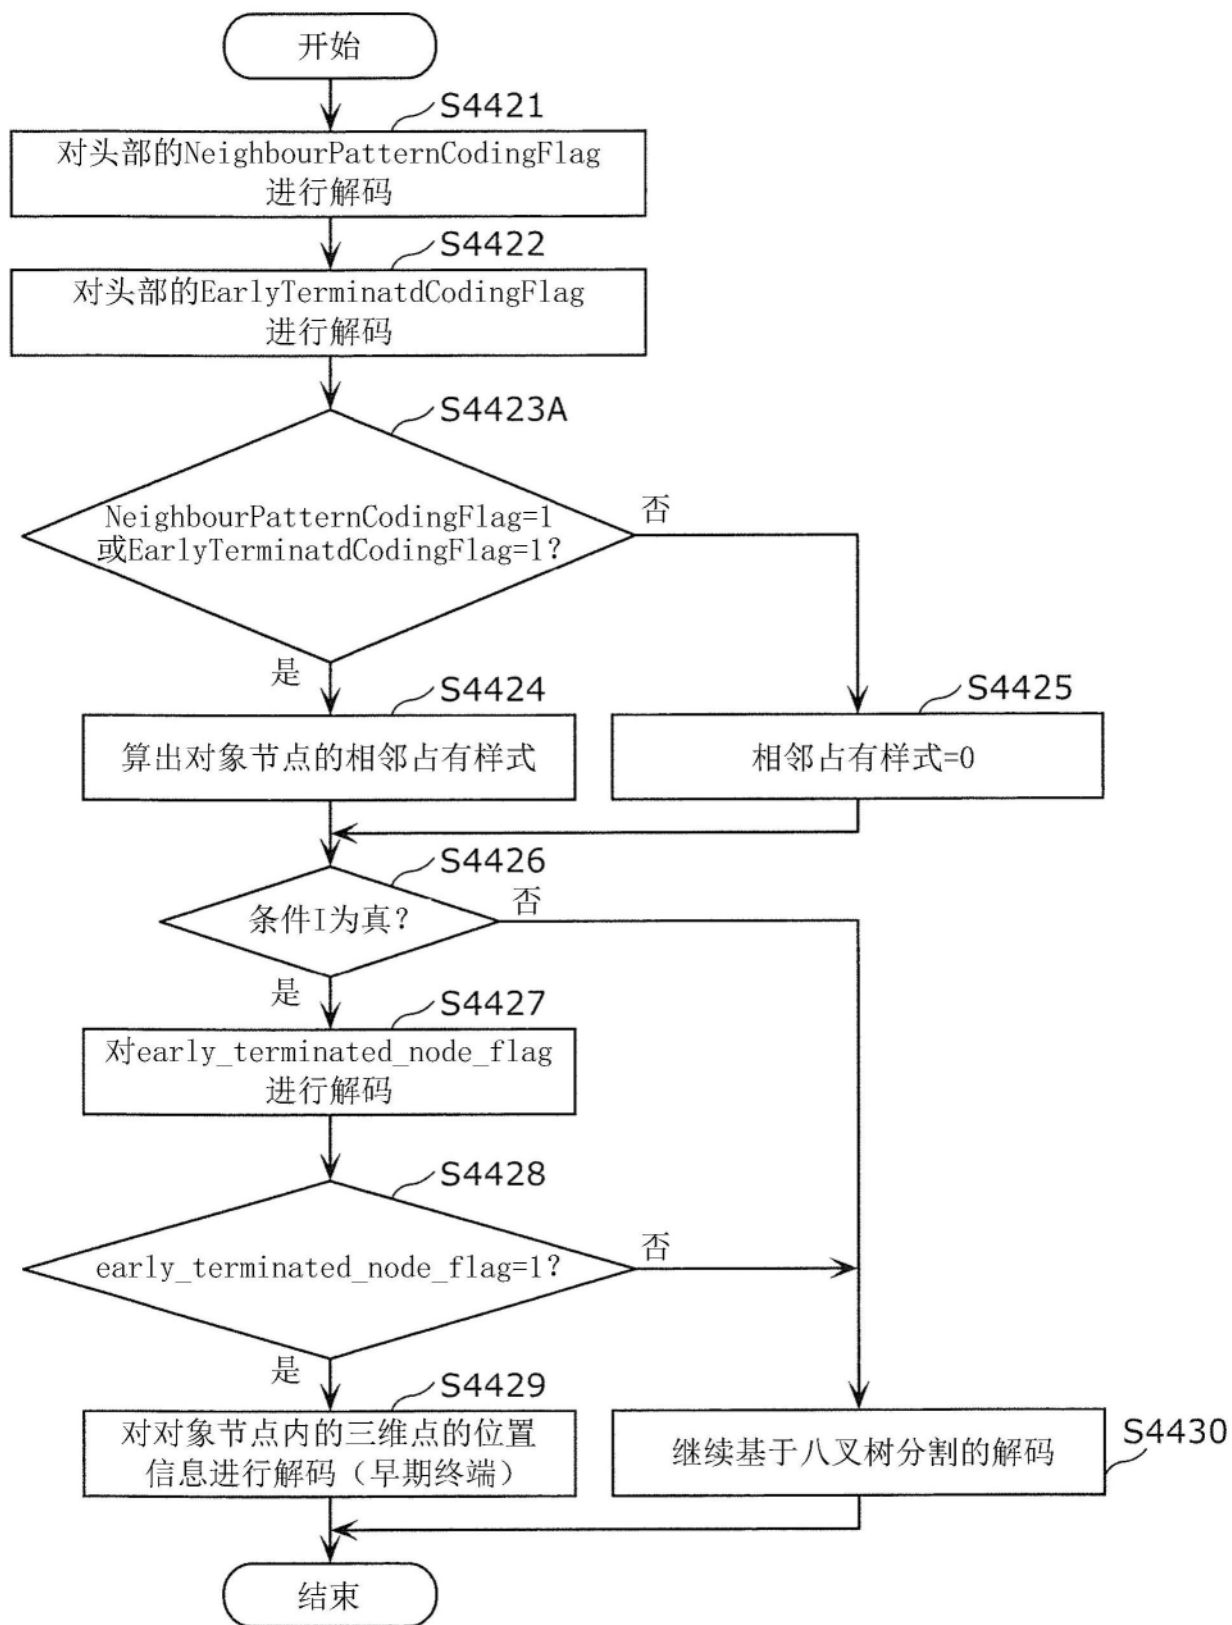 开始
S4421
对头部的NeighbourPatternCodingFlag
进行解码
S4422
对头部的EarlyTerminatdCodingFlag
进行解码
S4423A
NeighbourPatternCodingFlag=1
或EarlyTerminatdCodingFlag=1?
否
是
S4424
算出对象节点的相邻占有样式
S4425
相邻占有样式=0
S4426
条件I为真?
否
是
S4427
对early_terminated_node_flag
进行解码
S4428
early_terminated_node_flag=1?
否
是
S4429
对对象节点内的三维点的位置
信息进行解码（早期终端）
继续基于八叉树分割的解码
S4430
结束